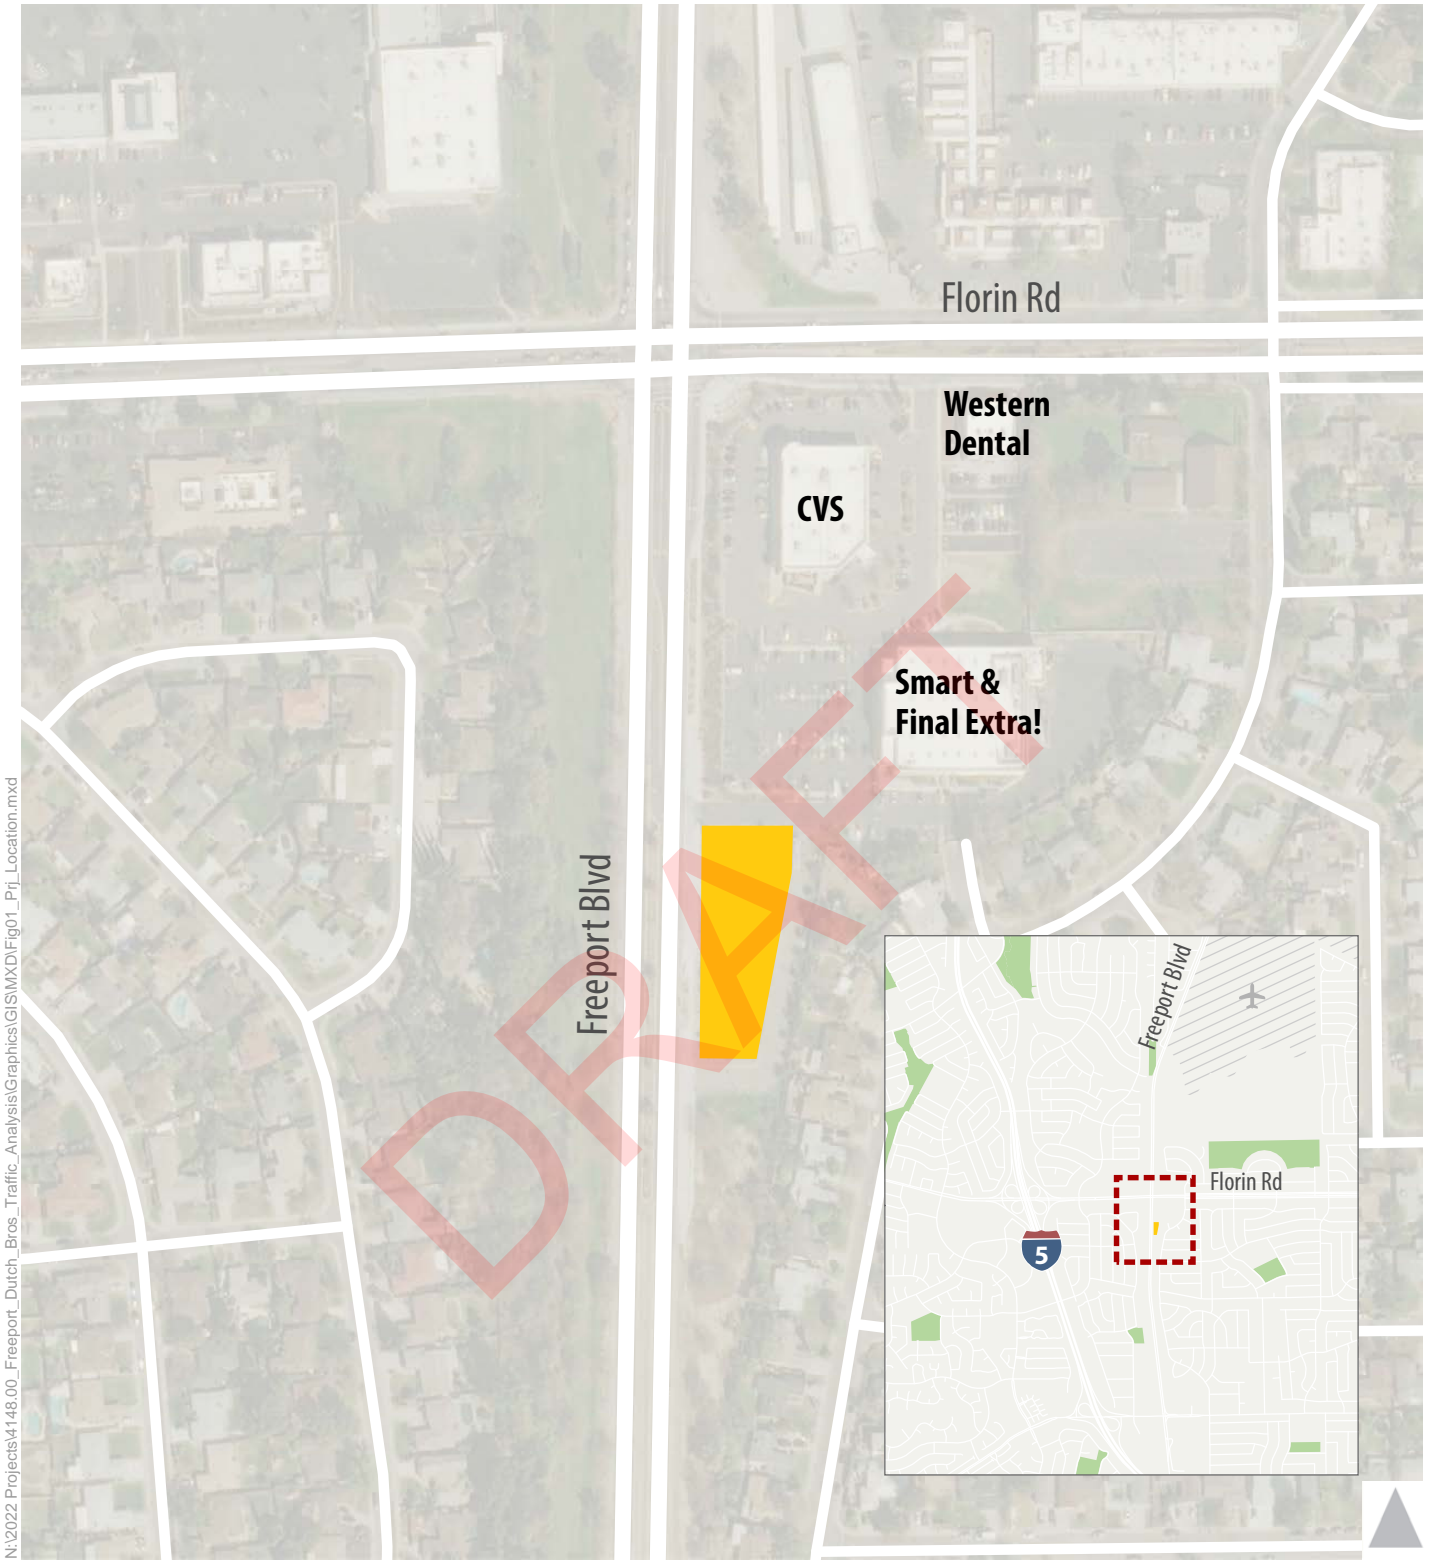 Florin Rd
Western
Dental
CVS
Smart &
Final Extra!
Freeport Blvd
DRAFT
Freeport Blvd
Florin Rd
5
N:\2022 Projects\4148.00_Freeport_Dutch_Bros_Traffic_Analysis\Graphics\GIS\MXD\Fig01_Prj_Location.mxd